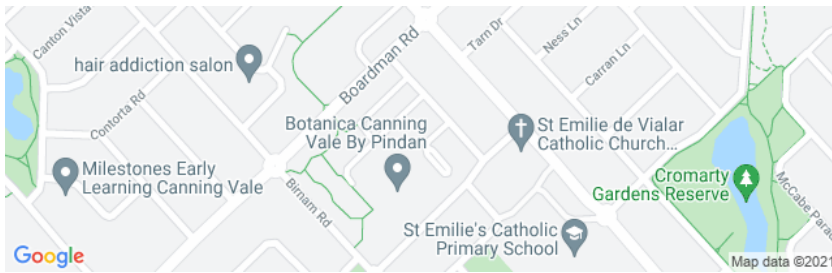 Canton Vista
hair addiction salon
Contorta Rd
Boardman Rd
Tarn Dr
Ness Ln
Carran Ln
Botanica Canning
Vale By Pindan
St Emilie de Vialar
Catholic Church...
Milestones Early
Learning Canning Vale
Birnam Rd
Cromarty
Gardens Reserve
McCabe Parad
St Emilie's Catholic
Primary School
Google
Map data ©2021